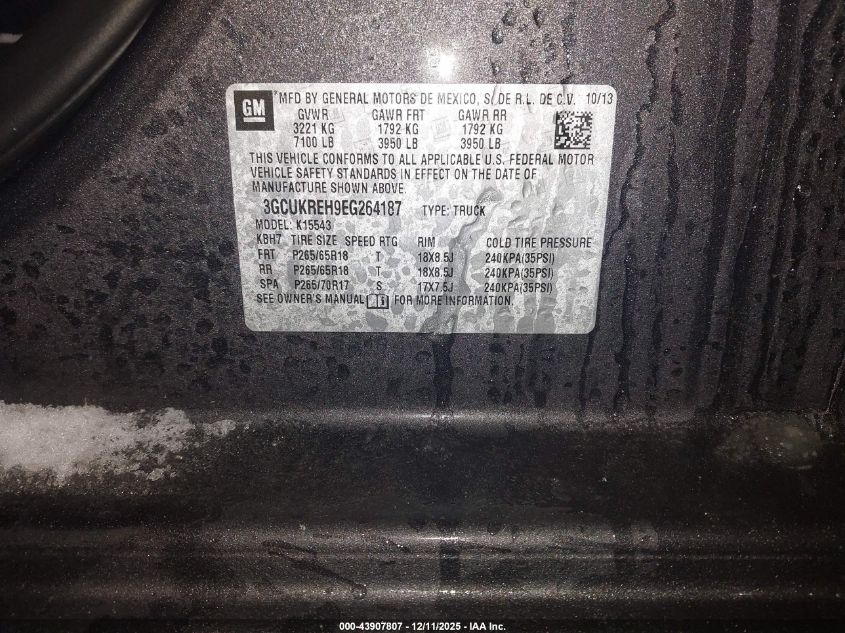 GM
*MFD BY GENERAL MOTORS DE MEXICO, S. DE R.L. DE C.V. 10/13
GVWR GAWR FRT GAWR RR
3221 KG 1792 KG 1792 KG
7100 LB 3950 LB 3950 LB
THIS VEHICLE CONFORMS TO ALL APPLICABLE U.S. FEDERAL MOTOR
VEHICLE SAFETY STANDARDS IN EFFECT ON THE DATE OF
MANUFACTURE SHOWN ABOVE.
3GCUKREH9EG264187 TYPE: TRUCK
MODEL: K15543
KBH7 TIRE SIZE SPEED RTG RIM COLD TIRE PRESSURE
FRT P265/65R18 T 18X8.5J 240KPA(35PSI)
RR P265/65R18 T 18X8.5J 240KPA(35PSI)
SPA P265/70R17 S 17X7.5J 240KPA(35PSI)
SEE OWNER'S MANUAL FOR MORE INFORMATION.
000-43907807 - 12/11/2025 - IAA Inc.